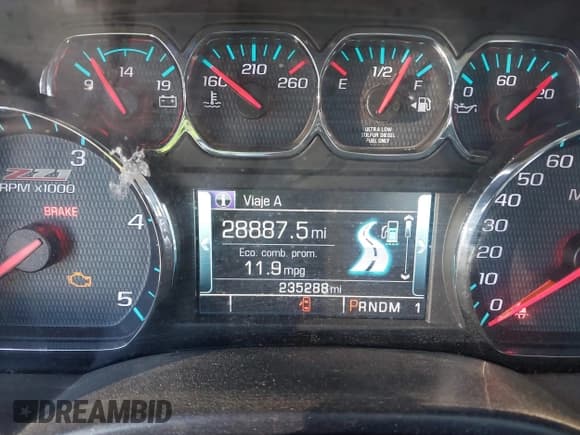 9 14 19
160 210 260
E 1/2 F
ULTRA LOW
SULFUR DIESEL
FUEL ONLY
0 60
3
4
5
Z71
RPM X1000
BRAKE
Viaje A
28887.5 mi
Eco. comb. prom.
11.9 mpg
235288 mi
PRNDM 1
60
50
40
30
20
10
0
M
DREAMBID